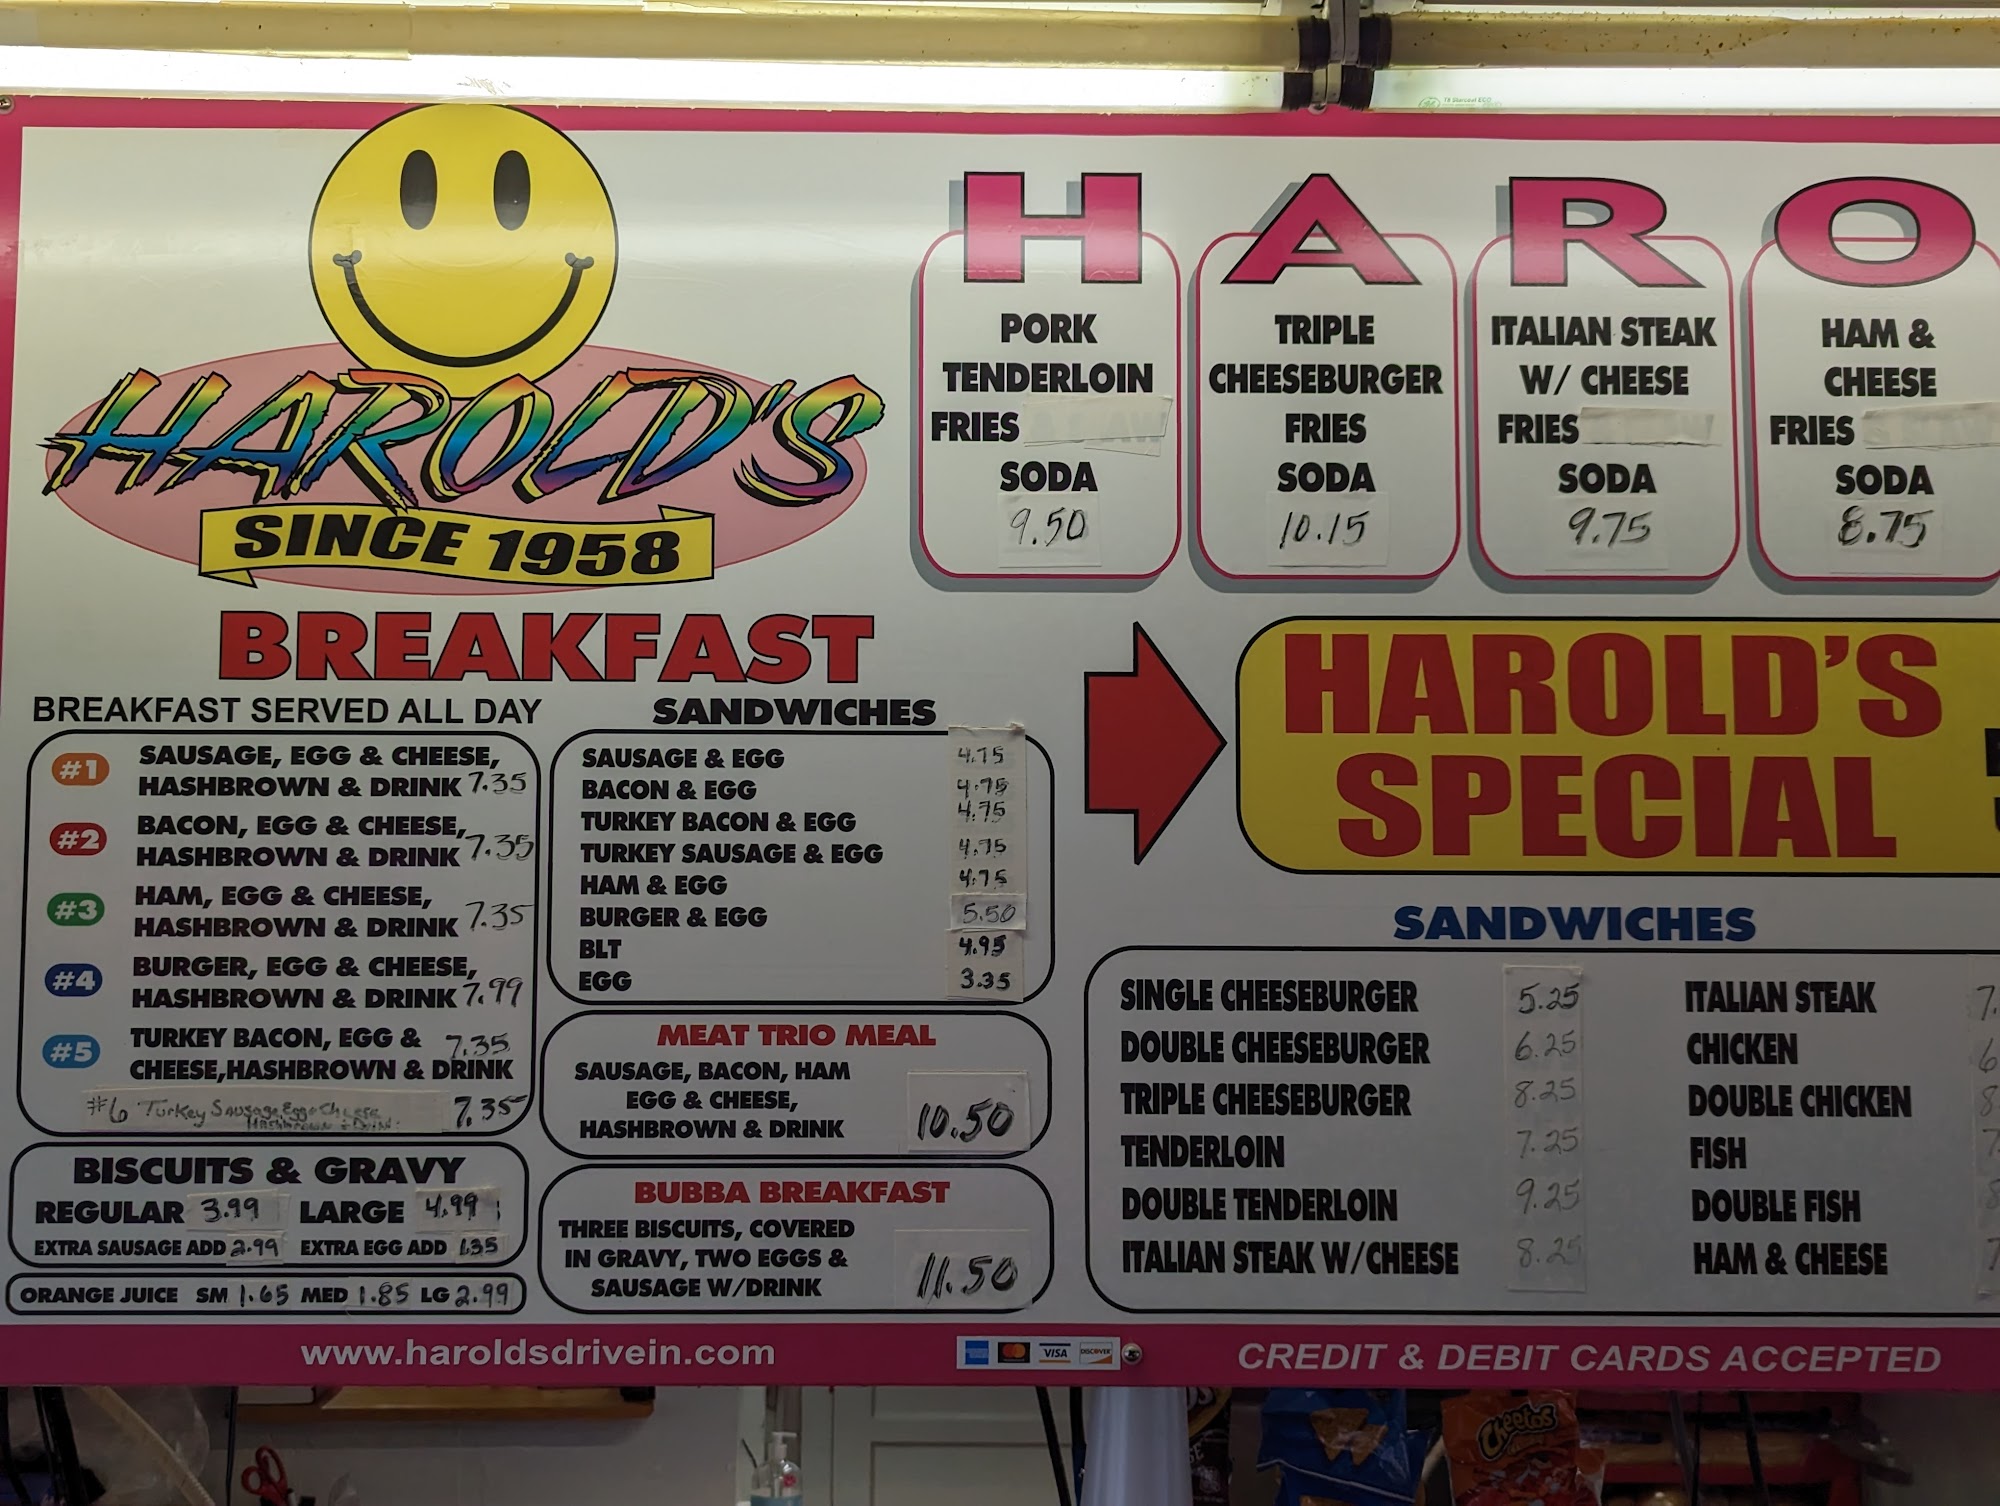 HAROLD'S
SINCE 1958
BREAKFAST
BREAKFAST SERVED ALL DAY
#1 SAUSAGE, EGG & CHEESE,
HASHBROWN & DRINK 7.35
#2 BACON, EGG & CHEESE,
HASHBROWN & DRINK 7.35
#3 HAM, EGG & CHEESE,
HASHBROWN & DRINK 7.35
#4 BURGER, EGG & CHEESE,
HASHBROWN & DRINK 7.99
#5 TURKEY BACON, EGG & 7.35
CHEESE,HASHBROWN & DRINK
#6 Turkey Sausage, Egg & Cheese 7.35
BISCUITS & GRAVY
REGULAR 3.99 LARGE 4.99
EXTRA SAUSAGE ADD 2.99 EXTRA EGG ADD 1.35
ORANGE JUICE SM 1.65 MED 1.85 LG 2.99
SANDWICHES
SAUSAGE & EGG 4.75
BACON & EGG 4.75
TURKEY BACON & EGG 4.75
TURKEY SAUSAGE & EGG 4.75
HAM & EGG 4.75
BURGER & EGG 5.50
BLT 4.95
EGG 3.35
MEAT TRIO MEAL
SAUSAGE, BACON, HAM
EGG & CHEESE,
HASHBROWN & DRINK 10.50
BUBBA BREAKFAST
THREE BISCUITS, COVERED
IN GRAVY, TWO EGGS &
SAUSAGE W/DRINK 11.50
H A R O
PORK
TENDERLOIN
FRIES
SODA
9.50
TRIPLE
CHEESEBURGER
FRIES
SODA
10.15
ITALIAN STEAK
W/ CHEESE
FRIES
SODA
9.75
HAM &
CHEESE
FRIES
SODA
8.75
HAROLD'S
SPECIAL
SANDWICHES
SINGLE CHEESEBURGER 5.25
DOUBLE CHEESEBURGER 6.25
TRIPLE CHEESEBURGER 8.25
TENDERLOIN 7.25
DOUBLE TENDERLOIN 9.25
ITALIAN STEAK W/CHEESE 8.25
ITALIAN STEAK 7.
CHICKEN 6
DOUBLE CHICKEN 8
FISH 7.
DOUBLE FISH 8
HAM & CHEESE 7
www.haroldsdrivein.com
VISA
DISCOVER
CREDIT & DEBIT CARDS ACCEPTED
Cheetos